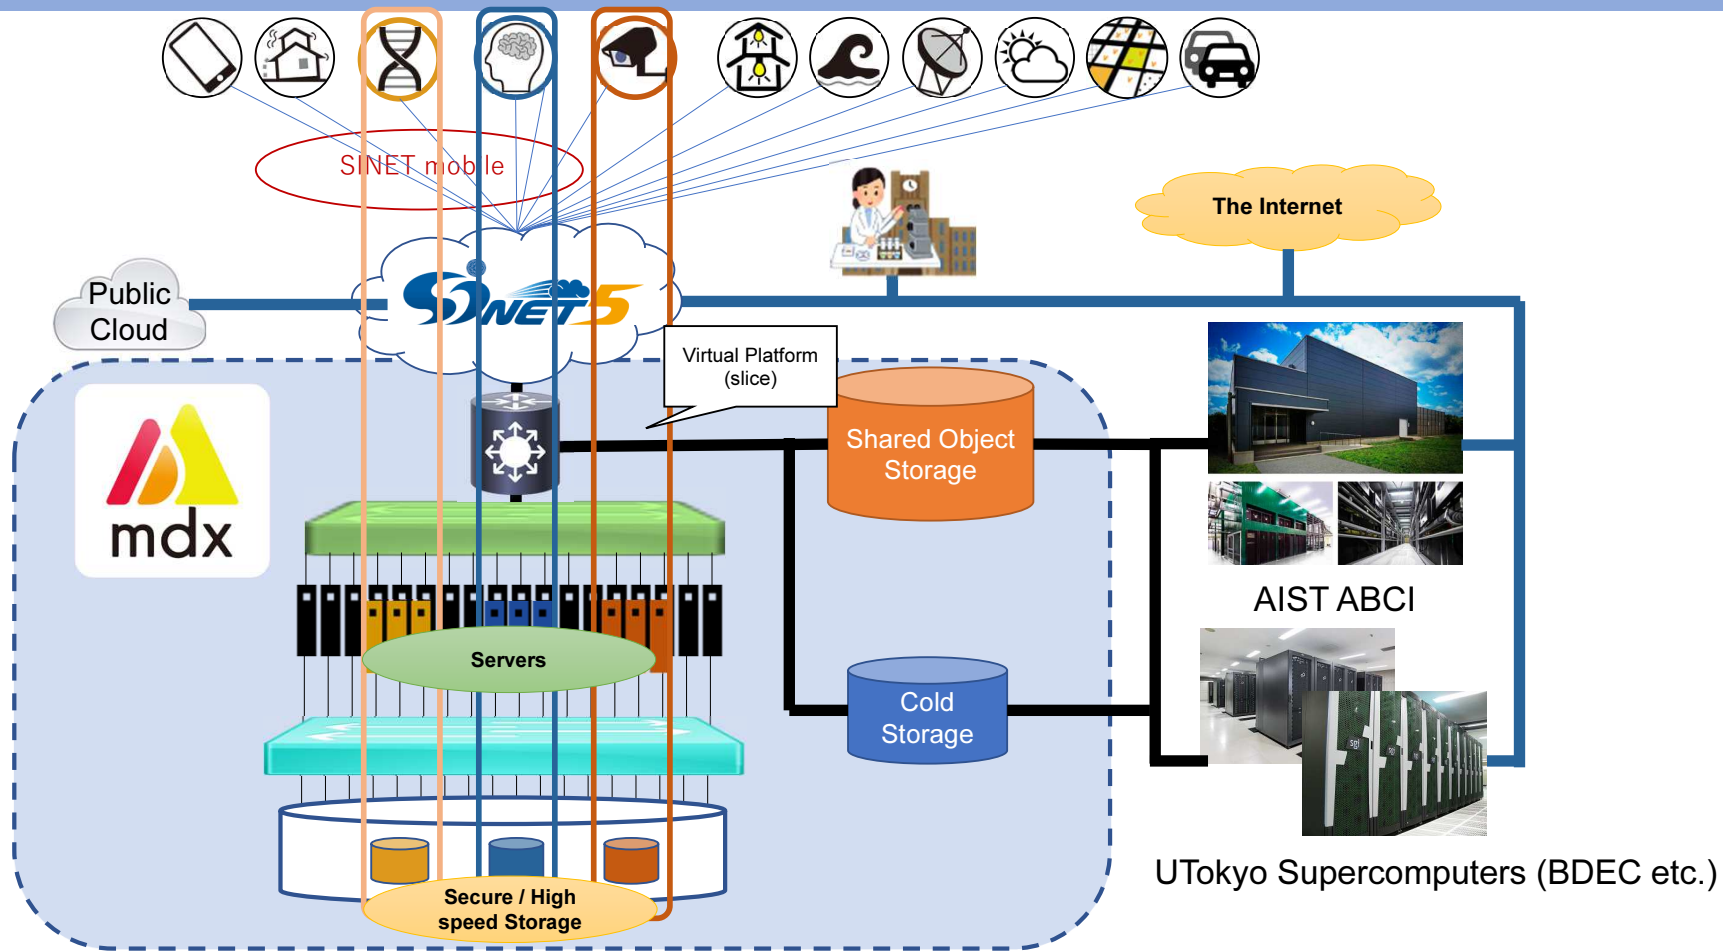 SINET mobile
The Internet
Public
Cloud
SINET5
Virtual Platform
(slice)
mdx
Shared Object
Storage
AIST ABCI
Servers
Cold
Storage
sgi
UTokyo Supercomputers (BDEC etc.)
Secure / High
speed Storage